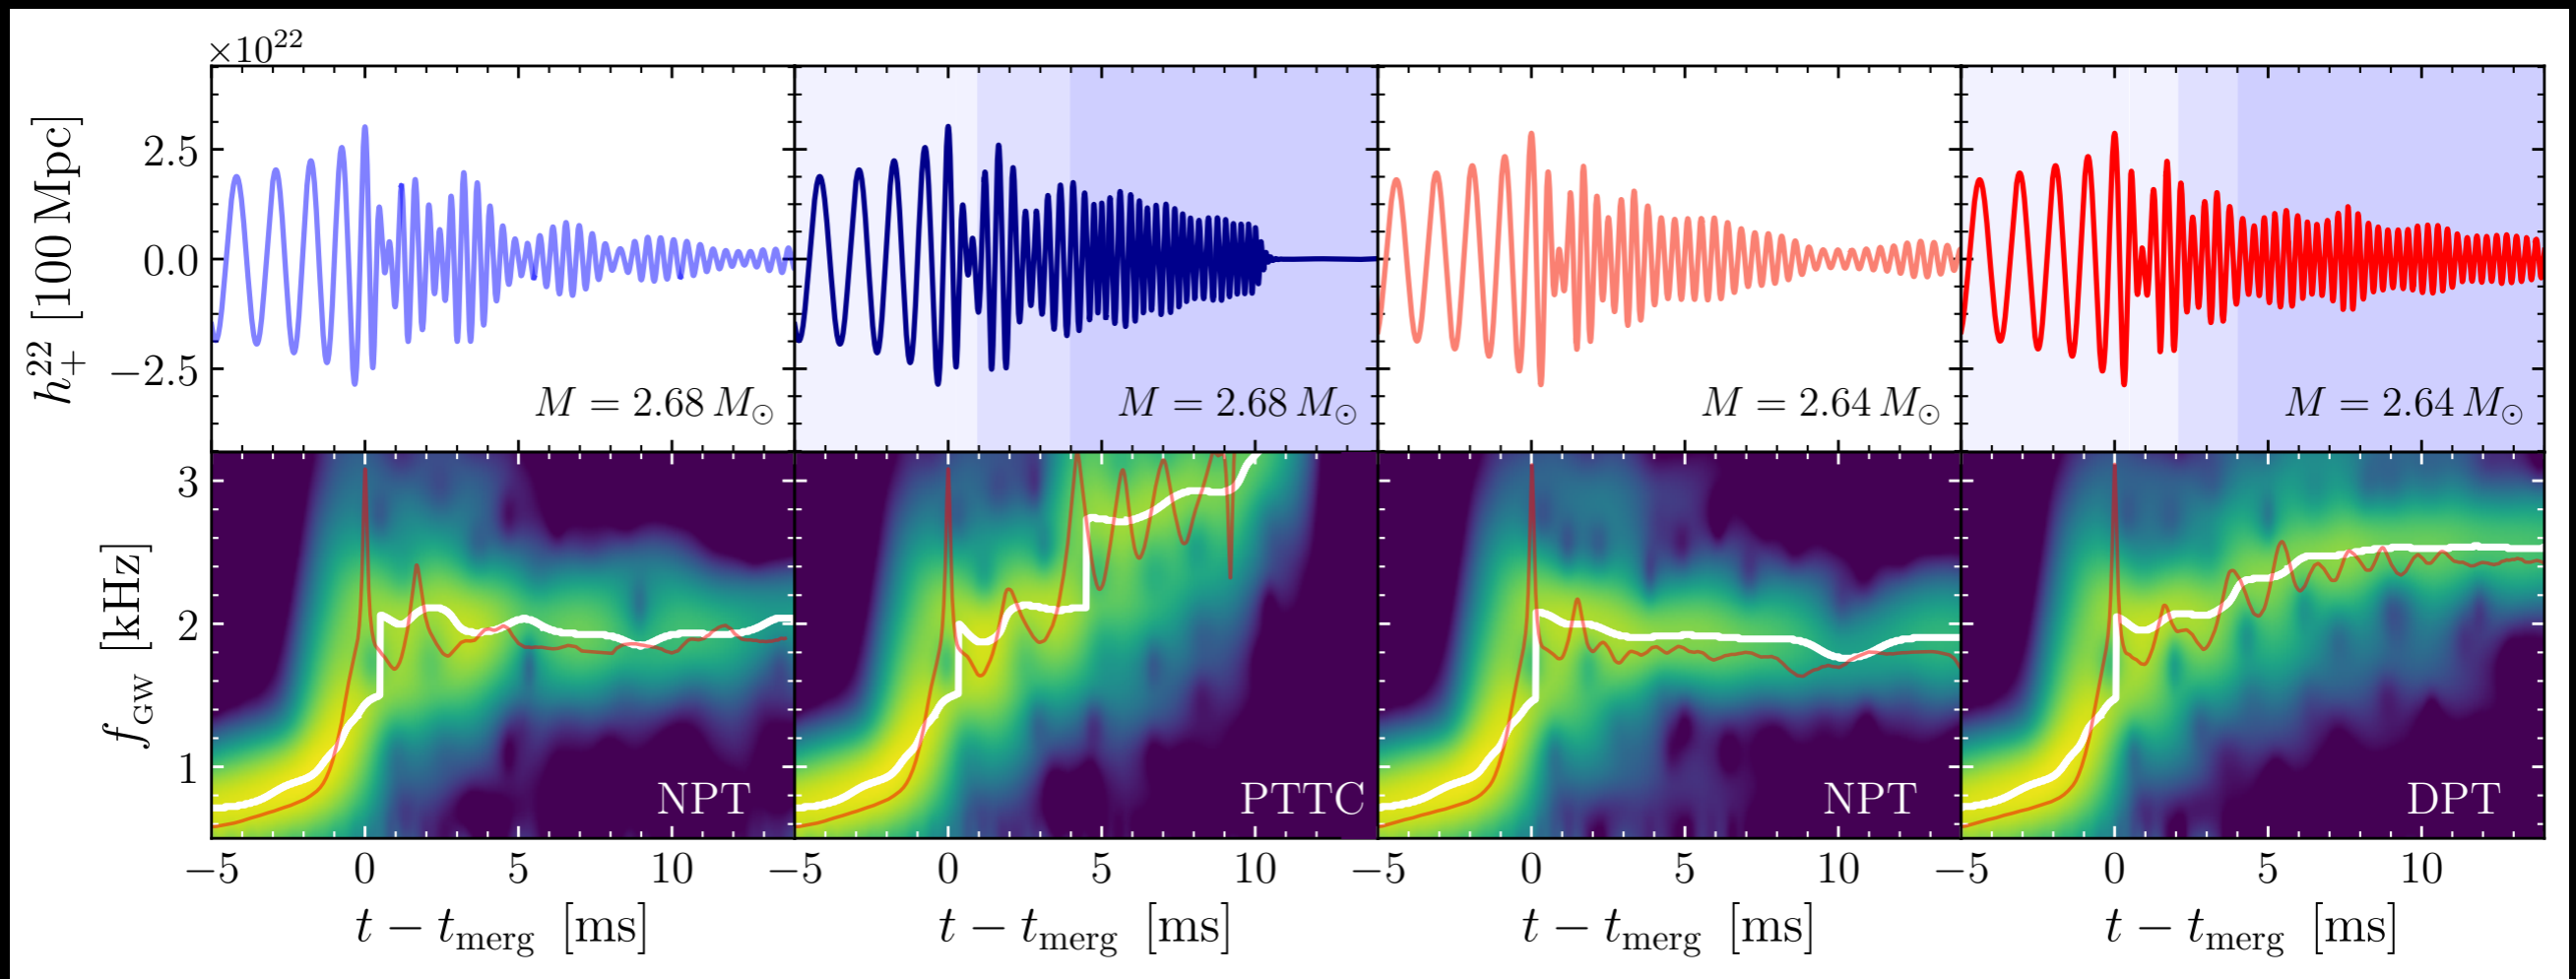 ×10²²
h₊²² [100 Mpc]
2.5
0.0
−2.5
M = 2.68 M⊙
M = 2.68 M⊙
M = 2.64 M⊙
M = 2.64 M⊙
f_GW [kHz]
3
2
1
NPT
PTTC
NPT
DPT
−5 0 5 10 −5 0 5 10 −5 0 5 10 −5 0 5 10
t − t_merg [ms]
t − t_merg [ms]
t − t_merg [ms]
t − t_merg [ms]